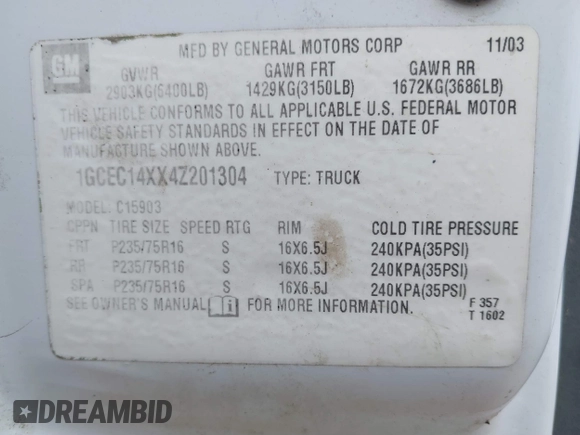 GM
MFD BY GENERAL MOTORS CORP 11/03
GVWR GAWR FRT GAWR RR
2903KG(6400LB) 1429KG(3150LB) 1672KG(3686LB)
THIS VEHICLE CONFORMS TO ALL APPLICABLE U.S. FEDERAL MOTOR
VEHICLE SAFETY STANDARDS IN EFFECT ON THE DATE OF
MANUFACTURE SHOWN ABOVE.
1GCEC14XX4Z201304 TYPE: TRUCK
MODEL: C15903
CPPN TIRE SIZE SPEED RTG RIM COLD TIRE PRESSURE
FRT P235/75R16 S 16X6.5J 240KPA(35PSI)
RR P235/75R16 S 16X6.5J 240KPA(35PSI)
SPA P235/75R16 S 16X6.5J 240KPA(35PSI)
SEE OWNER'S MANUAL i FOR MORE INFORMATION.
F 357
T 1602
DREAMBID